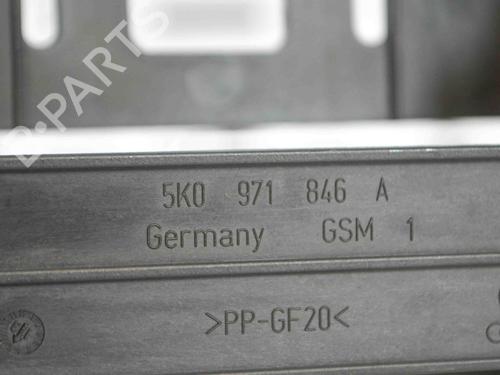 B-PARTS
5K0 971 846 A
Germany GSM 1
>PP-GF20<